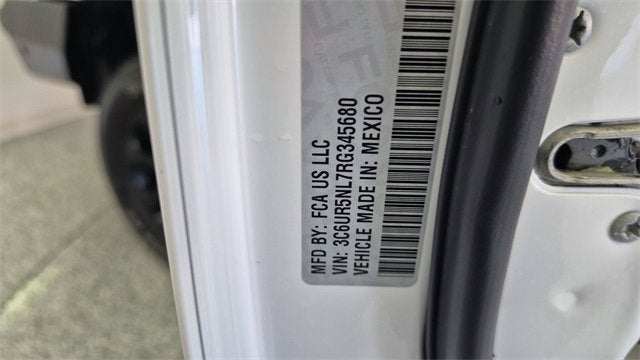 MFD BY: FCA US LLC
VIN: 3C6UR5NL7RG345680
VEHICLE MADE IN: MEXICO